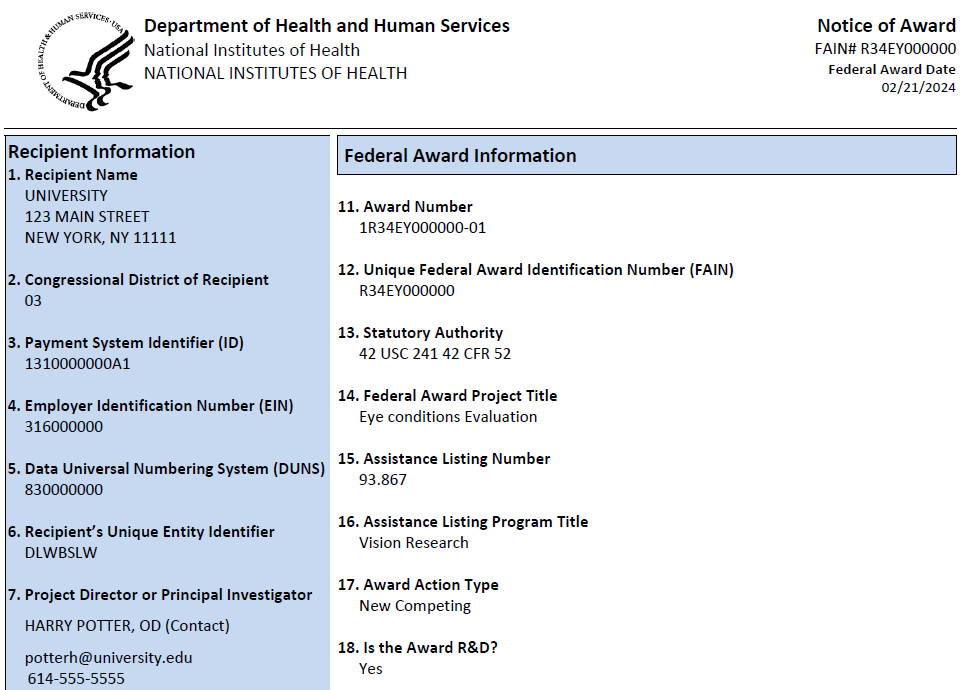 DEPARTMENT OF HEALTH & HUMAN SERVICES · USA
Department of Health and Human Services
National Institutes of Health
NATIONAL INSTITUTES OF HEALTH
Notice of Award
FAIN# R34EY000000
Federal Award Date
02/21/2024
Recipient Information
1. Recipient Name
UNIVERSITY
123 MAIN STREET
NEW YORK, NY 11111
2. Congressional District of Recipient
03
3. Payment System Identifier (ID)
1310000000A1
4. Employer Identification Number (EIN)
316000000
5. Data Universal Numbering System (DUNS)
830000000
6. Recipient’s Unique Entity Identifier
DLWBSLW
7. Project Director or Principal Investigator
HARRY POTTER, OD (Contact)
potterh@university.edu
614-555-5555
Federal Award Information
11. Award Number
1R34EY000000-01
12. Unique Federal Award Identification Number (FAIN)
R34EY000000
13. Statutory Authority
42 USC 241 42 CFR 52
14. Federal Award Project Title
Eye conditions Evaluation
15. Assistance Listing Number
93.867
16. Assistance Listing Program Title
Vision Research
17. Award Action Type
New Competing
18. Is the Award R&D?
Yes